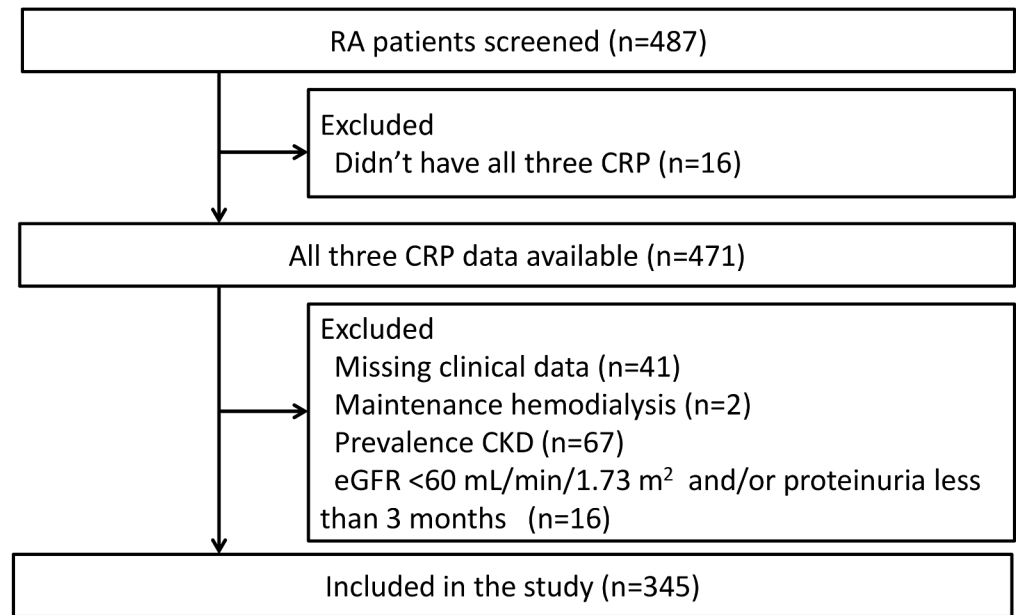 RA patients screened (n=487)
Excluded
Didn't have all three CRP (n=16)
All three CRP data available (n=471)
Excluded
Missing clinical data (n=41)
Maintenance hemodialysis (n=2)
Prevalence CKD (n=67)
eGFR <60 mL/min/1.73 m² and/or proteinuria less
than 3 months (n=16)
Included in the study (n=345)